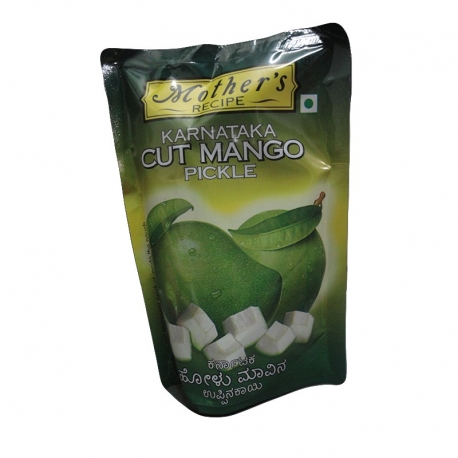 Mother's
RECIPE
KARNATAKA
CUT MANGO
PICKLE
ಕರ್ನಾಟಕ
ಹೋಳು ಮಾವಿನ
ಉಪ್ಪಿನಕಾಯಿ